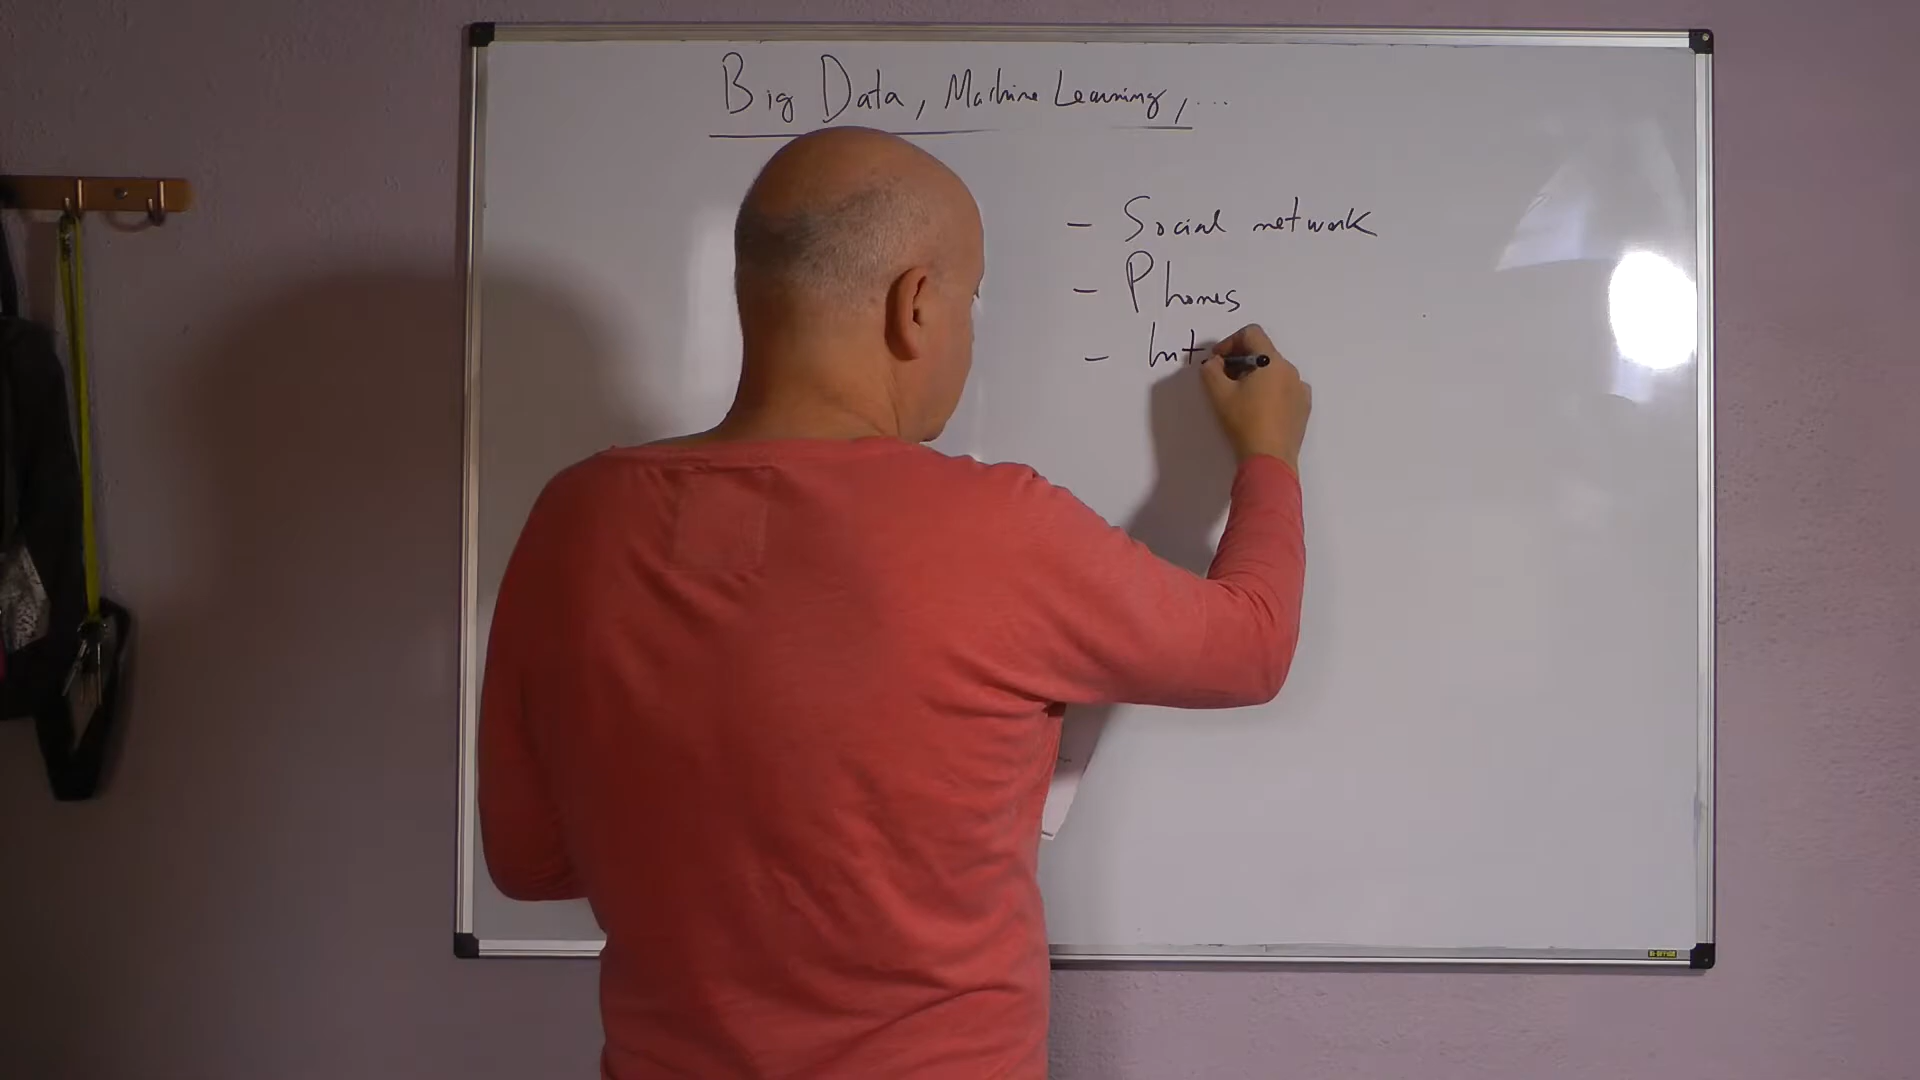 Big Data, Machine Learning, ...
- Social network
- Phones
- Int